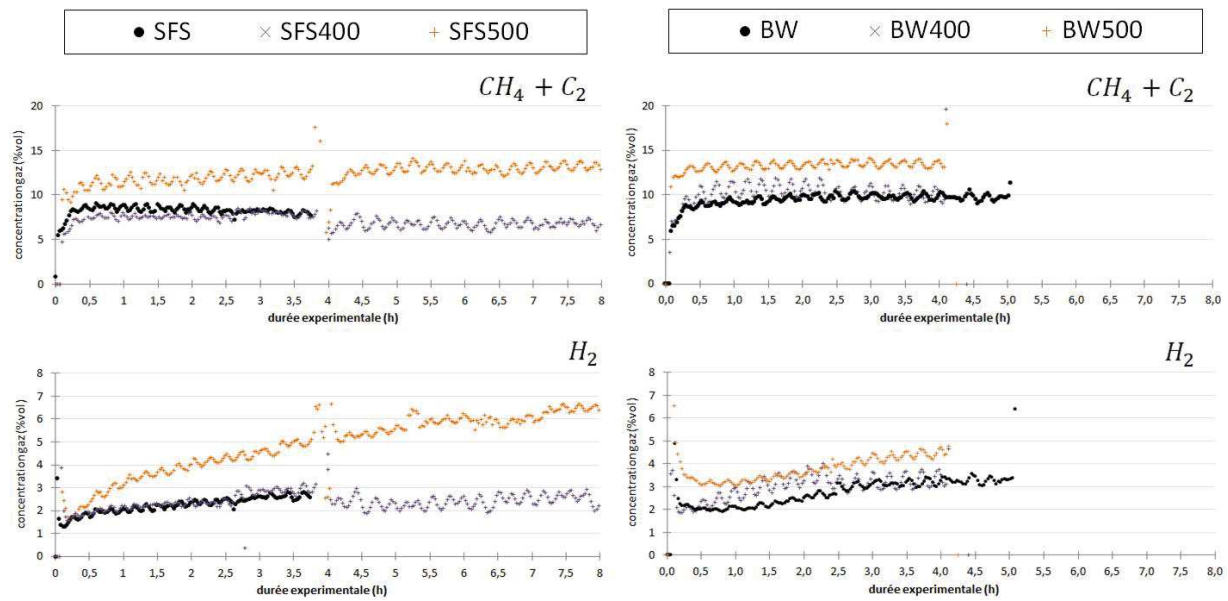 SFS SFS400 SFS500
BW BW400 BW500
CH4 + C2
concentration gaz (%vol)
20
15
10
5
0
0 0,5 1 1,5 2 2,5 3 3,5 4 4,5 5 5,5 6 6,5 7 7,5 8
durée experimentale (h)
CH4 + C2
concentration gaz (%vol)
20
15
10
5
0
0,0 0,5 1,0 1,5 2,0 2,5 3,0 3,5 4,0 4,5 5,0 5,5 6,0 6,5 7,0 7,5 8,0
durée experimentale (h)
H2
concentration gaz (%vol)
8
7
6
5
4
3
2
1
0
0 0,5 1 1,5 2 2,5 3 3,5 4 4,5 5 5,5 6 6,5 7 7,5 8
durée experimentale (h)
H2
concentration gaz (%vol)
8
7
6
5
4
3
2
1
0
0,0 0,5 1,0 1,5 2,0 2,5 3,0 3,5 4,0 4,5 5,0 5,5 6,0 6,5 7,0 7,5 8,0
durée experimentale (h)